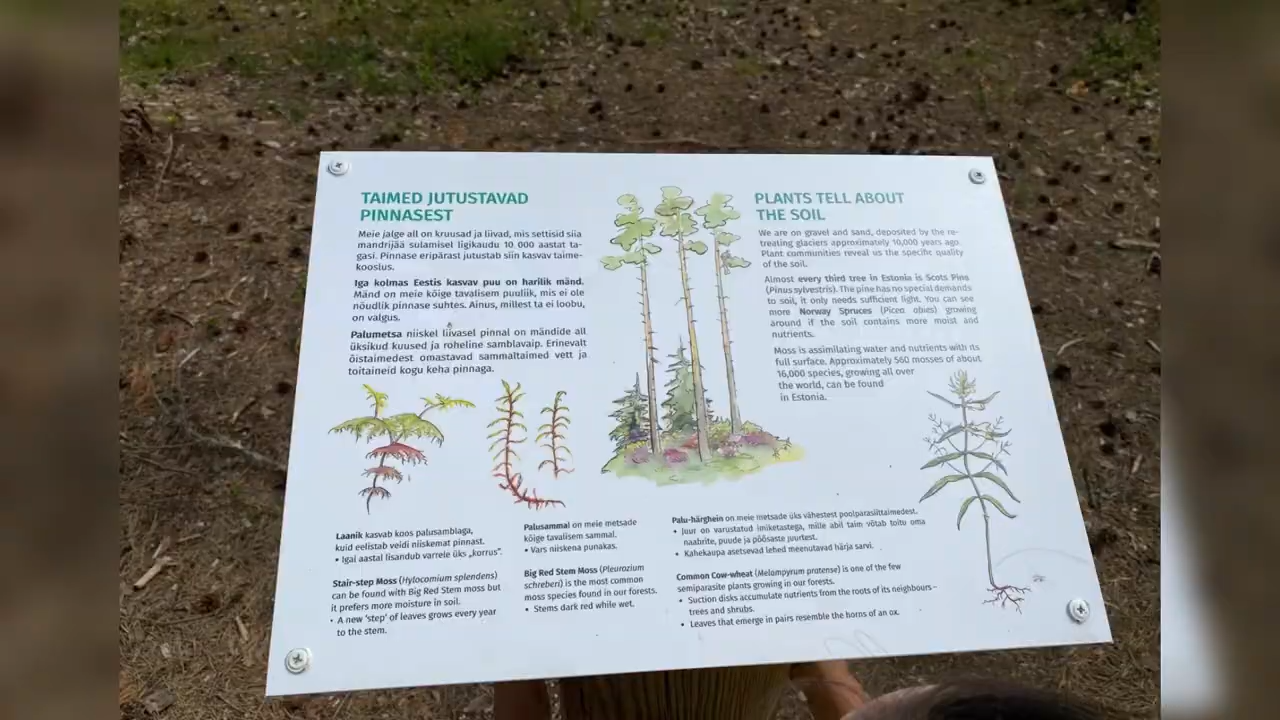 TAIMED JUTUSTAVAD
PINNASEST
Meie jalge all on kruusad ja liivad, mis settisid siia
mandrijää sulamisel ligikaudu 10 000 aastat ta-
gasi. Pinnase eripärast jutustab siin kasvav taime-
kooslus.
Iga kolmas Eestis kasvav puu on harilik mänd.
Mänd on meie kõige tavalisem puuliik, mis ei ole
nõudlik pinnase suhtes. Ainus, millest ta ei loobu,
on valgus.
Palumetsa niiskel liivasel pinnal on mändide all
üksikud kuused ja roheline samblavaip. Erinevalt
õistaimedest omastavad sammaltaimed vett ja
toitaineid kogu keha pinnaga.
PLANTS TELL ABOUT
THE SOIL
We are on gravel and sand, deposited by the re-
treating glaciers approximately 10,000 years ago.
Plant communities reveal us the specific quality
of the soil.
Almost every third tree in Estonia is Scots Pine
(Pinus sylvestris). The pine has no special demands
to soil, it only needs sufficient light. You can see
more Norway Spruces (Picea abies) growing
around if the soil contains more moist and
nutrients.
Moss is assimilating water and nutrients with its
full surface. Approximately 560 mosses of about
16,000 species, growing all over
the world, can be found
in Estonia.
Laanik kasvab koos palusamblaga,
kuid eelistab veidi niiskemat pinnast.
• Igal aastal lisandub varrele üks „korrus”.
Stair-step Moss (Hylocomium splendens)
can be found with Big Red Stem moss but
it prefers more moisture in soil.
• A new ‘step’ of leaves grows every year
to the stem.
Palusammal on meie metsade
kõige tavalisem sammal.
• Vars niiskena punakas.
Big Red Stem Moss (Pleurozium
schreberi) is the most common
moss species found in our forests.
• Stems dark red while wet.
Palu-härghein on meie metsade üks vähestest poolparasiittaimedest.
• Juur on varustatud iminketastega, mille abil taim võtab toitu oma
naabrite, puude ja põõsaste juurtest.
• Kahekaupa asetsevad lehed meenutavad härja sarvi.
Common Cow-wheat (Melampyrum pratense) is one of the few
semiparasite plants growing in our forests.
• Suction disks accumulate nutrients from the roots of its neighbours–
trees and shrubs.
• Leaves that emerge in pairs resemble the horns of an ox.